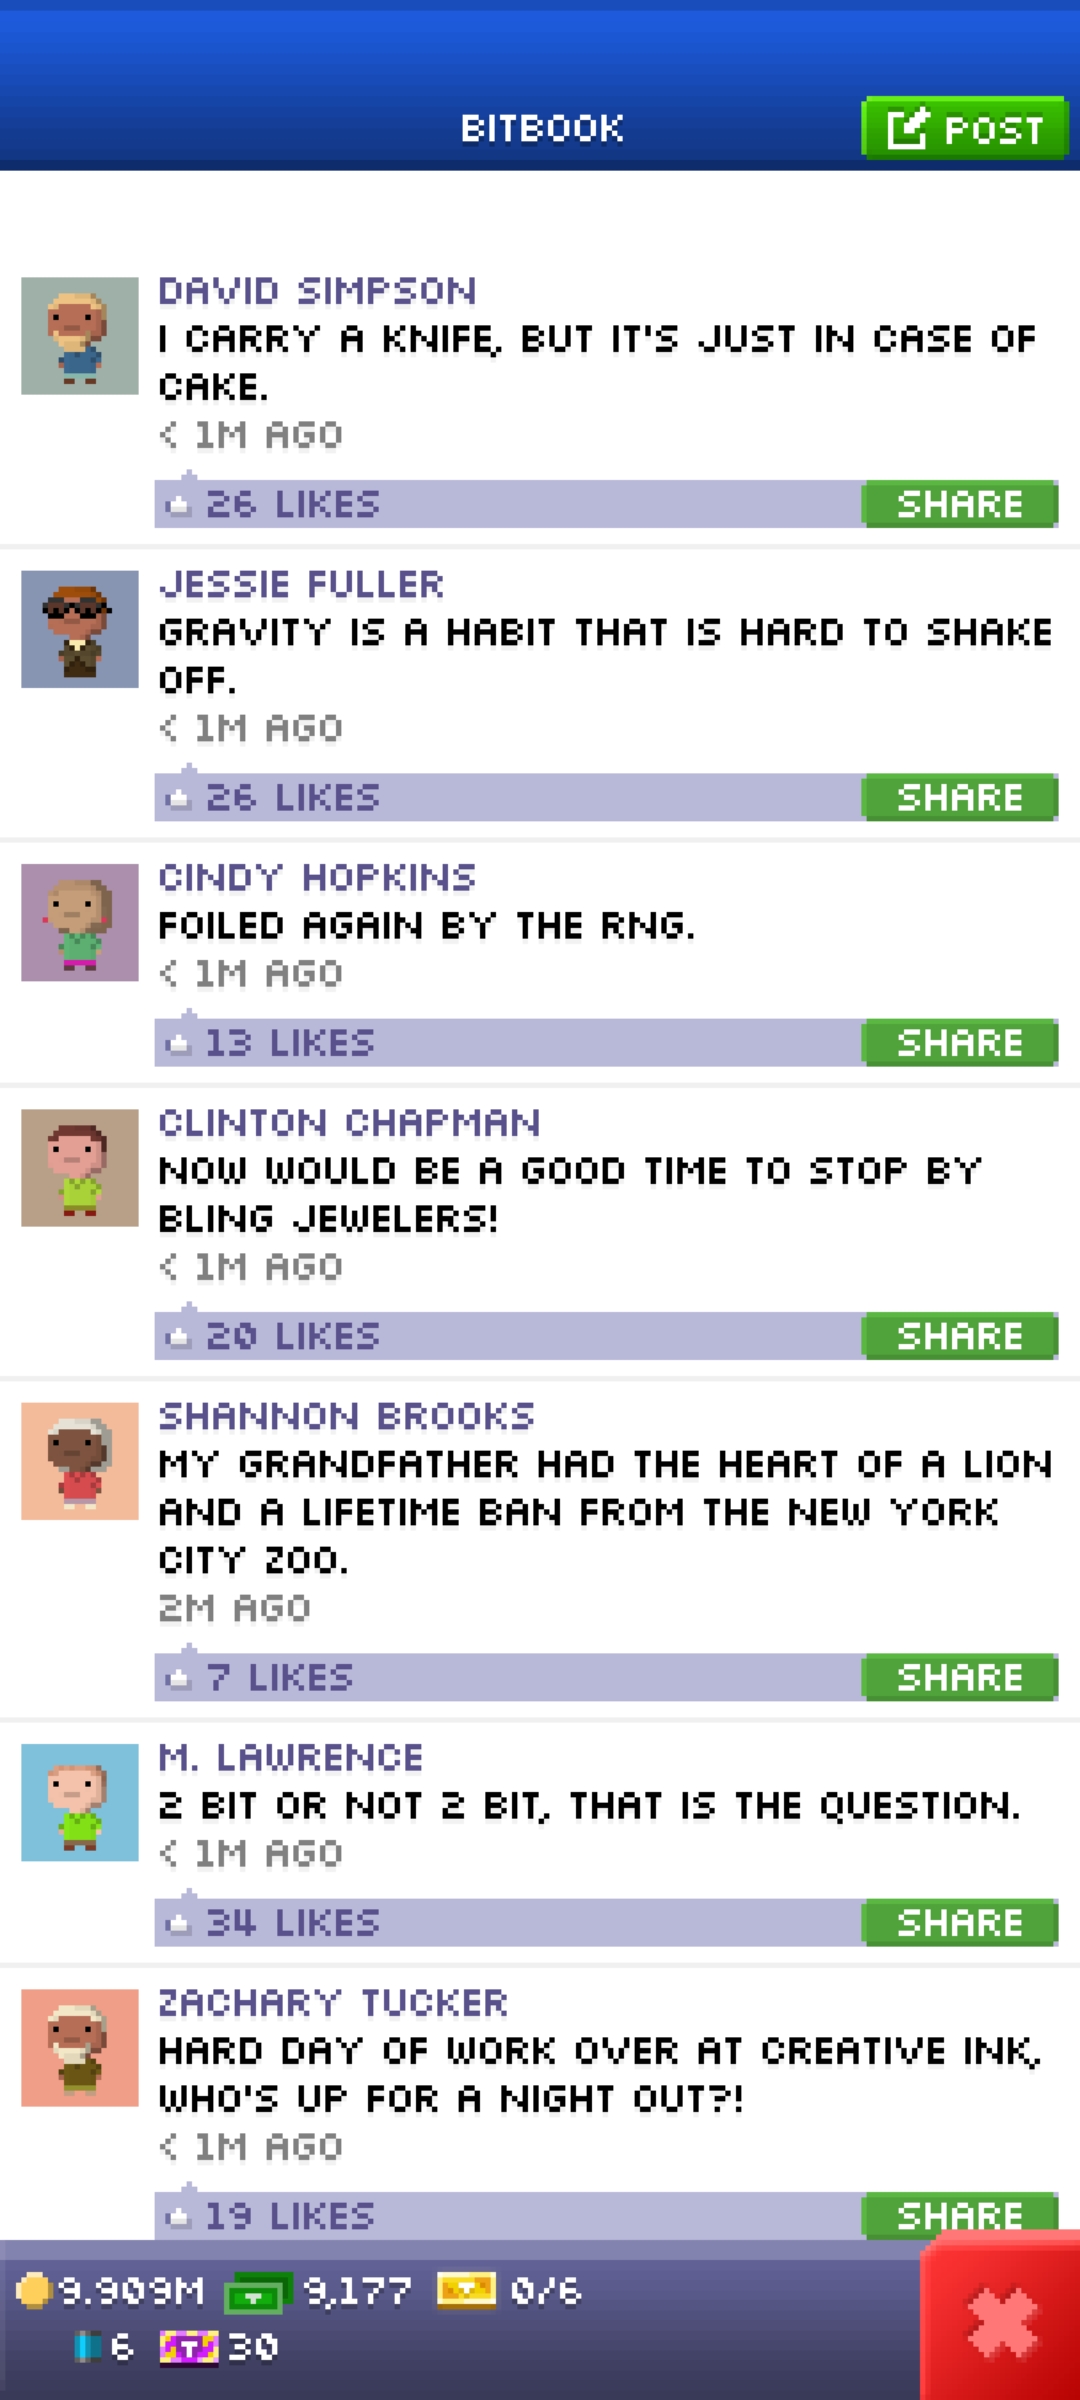 BITBOOK
POST
DAVID SIMPSON
I CARRY A KNIFE, BUT IT'S JUST IN CASE OF
CAKE.
< 1M AGO
26 LIKES
SHARE
JESSIE FULLER
GRAVITY IS A HABIT THAT IS HARD TO SHAKE
OFF.
< 1M AGO
26 LIKES
SHARE
CINDY HOPKINS
FOILED AGAIN BY THE RNG.
< 1M AGO
13 LIKES
SHARE
CLINTON CHAPMAN
NOW WOULD BE A GOOD TIME TO STOP BY
BLING JEWELERS!
< 1M AGO
20 LIKES
SHARE
SHANNON BROOKS
MY GRANDFATHER HAD THE HEART OF A LION
AND A LIFETIME BAN FROM THE NEW YORK
CITY ZOO.
2M AGO
7 LIKES
SHARE
M. LAWRENCE
2 BIT OR NOT 2 BIT, THAT IS THE QUESTION.
< 1M AGO
34 LIKES
SHARE
ZACHARY TUCKER
HARD DAY OF WORK OVER AT CREATIVE INK,
WHO'S UP FOR A NIGHT OUT?!
< 1M AGO
19 LIKES
SHARE
9.909M 9,177 0/6
6 T 30